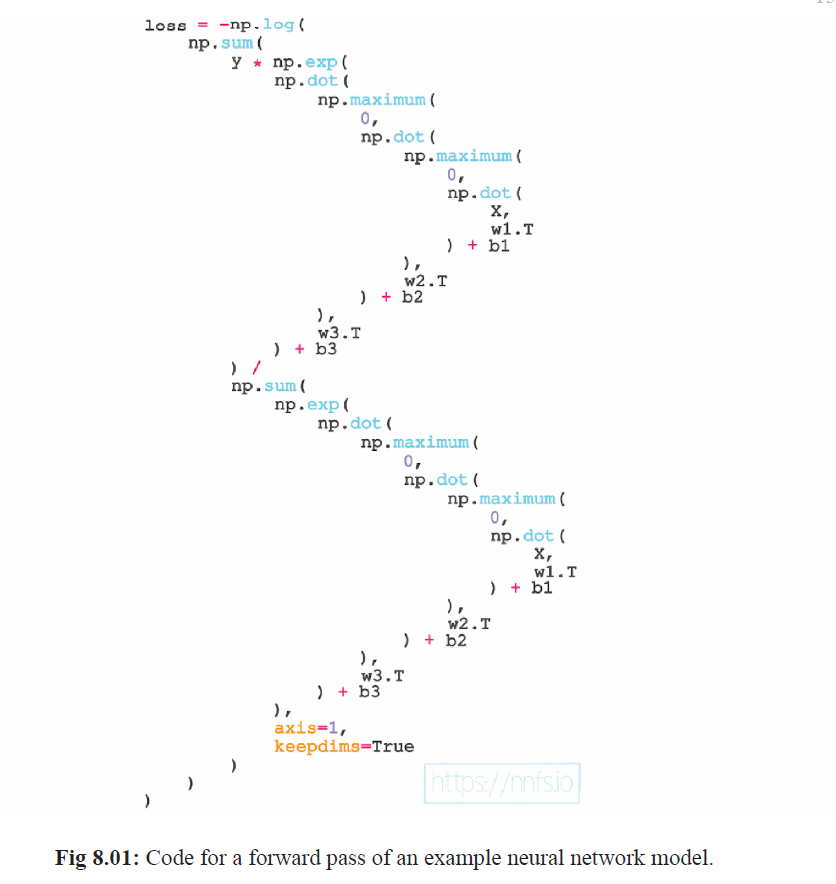 loss = -np.log(
np.sum(
y * np.exp(
np.dot(
np.maximum(
0,
np.dot(
np.maximum(
0,
np.dot(
X,
w1.T
) + b1
),
w2.T
) + b2
),
w3.T
) + b3
) /
np.sum(
np.exp(
np.dot(
np.maximum(
0,
np.dot(
np.maximum(
0,
np.dot(
X,
w1.T
) + b1
),
w2.T
) + b2
),
w3.T
) + b3
),
axis=1,
keepdims=True
)
)
)
https://nnfs.io
Fig 8.01: Code for a forward pass of an example neural network model.